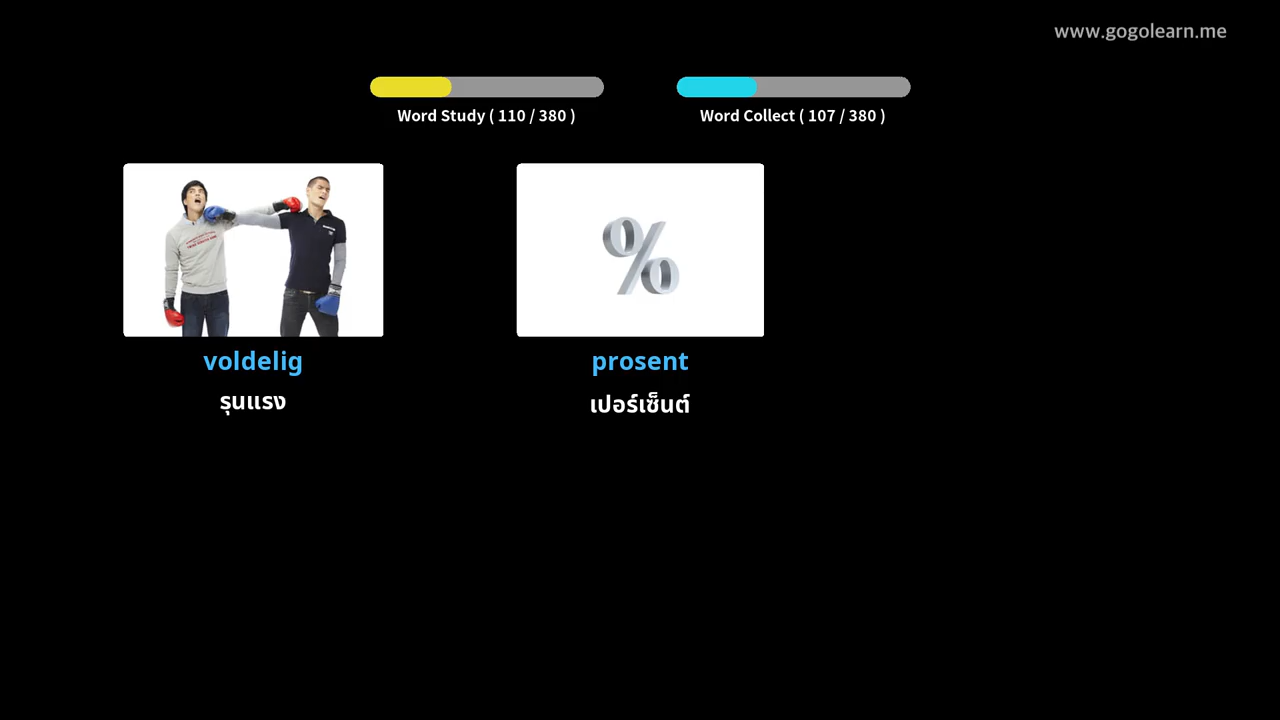 www.gogolearn.me
Word Study ( 110 / 380 )
Word Collect ( 107 / 380 )
%
voldelig
prosent
รุนแรง
เปอร์เซ็นต์